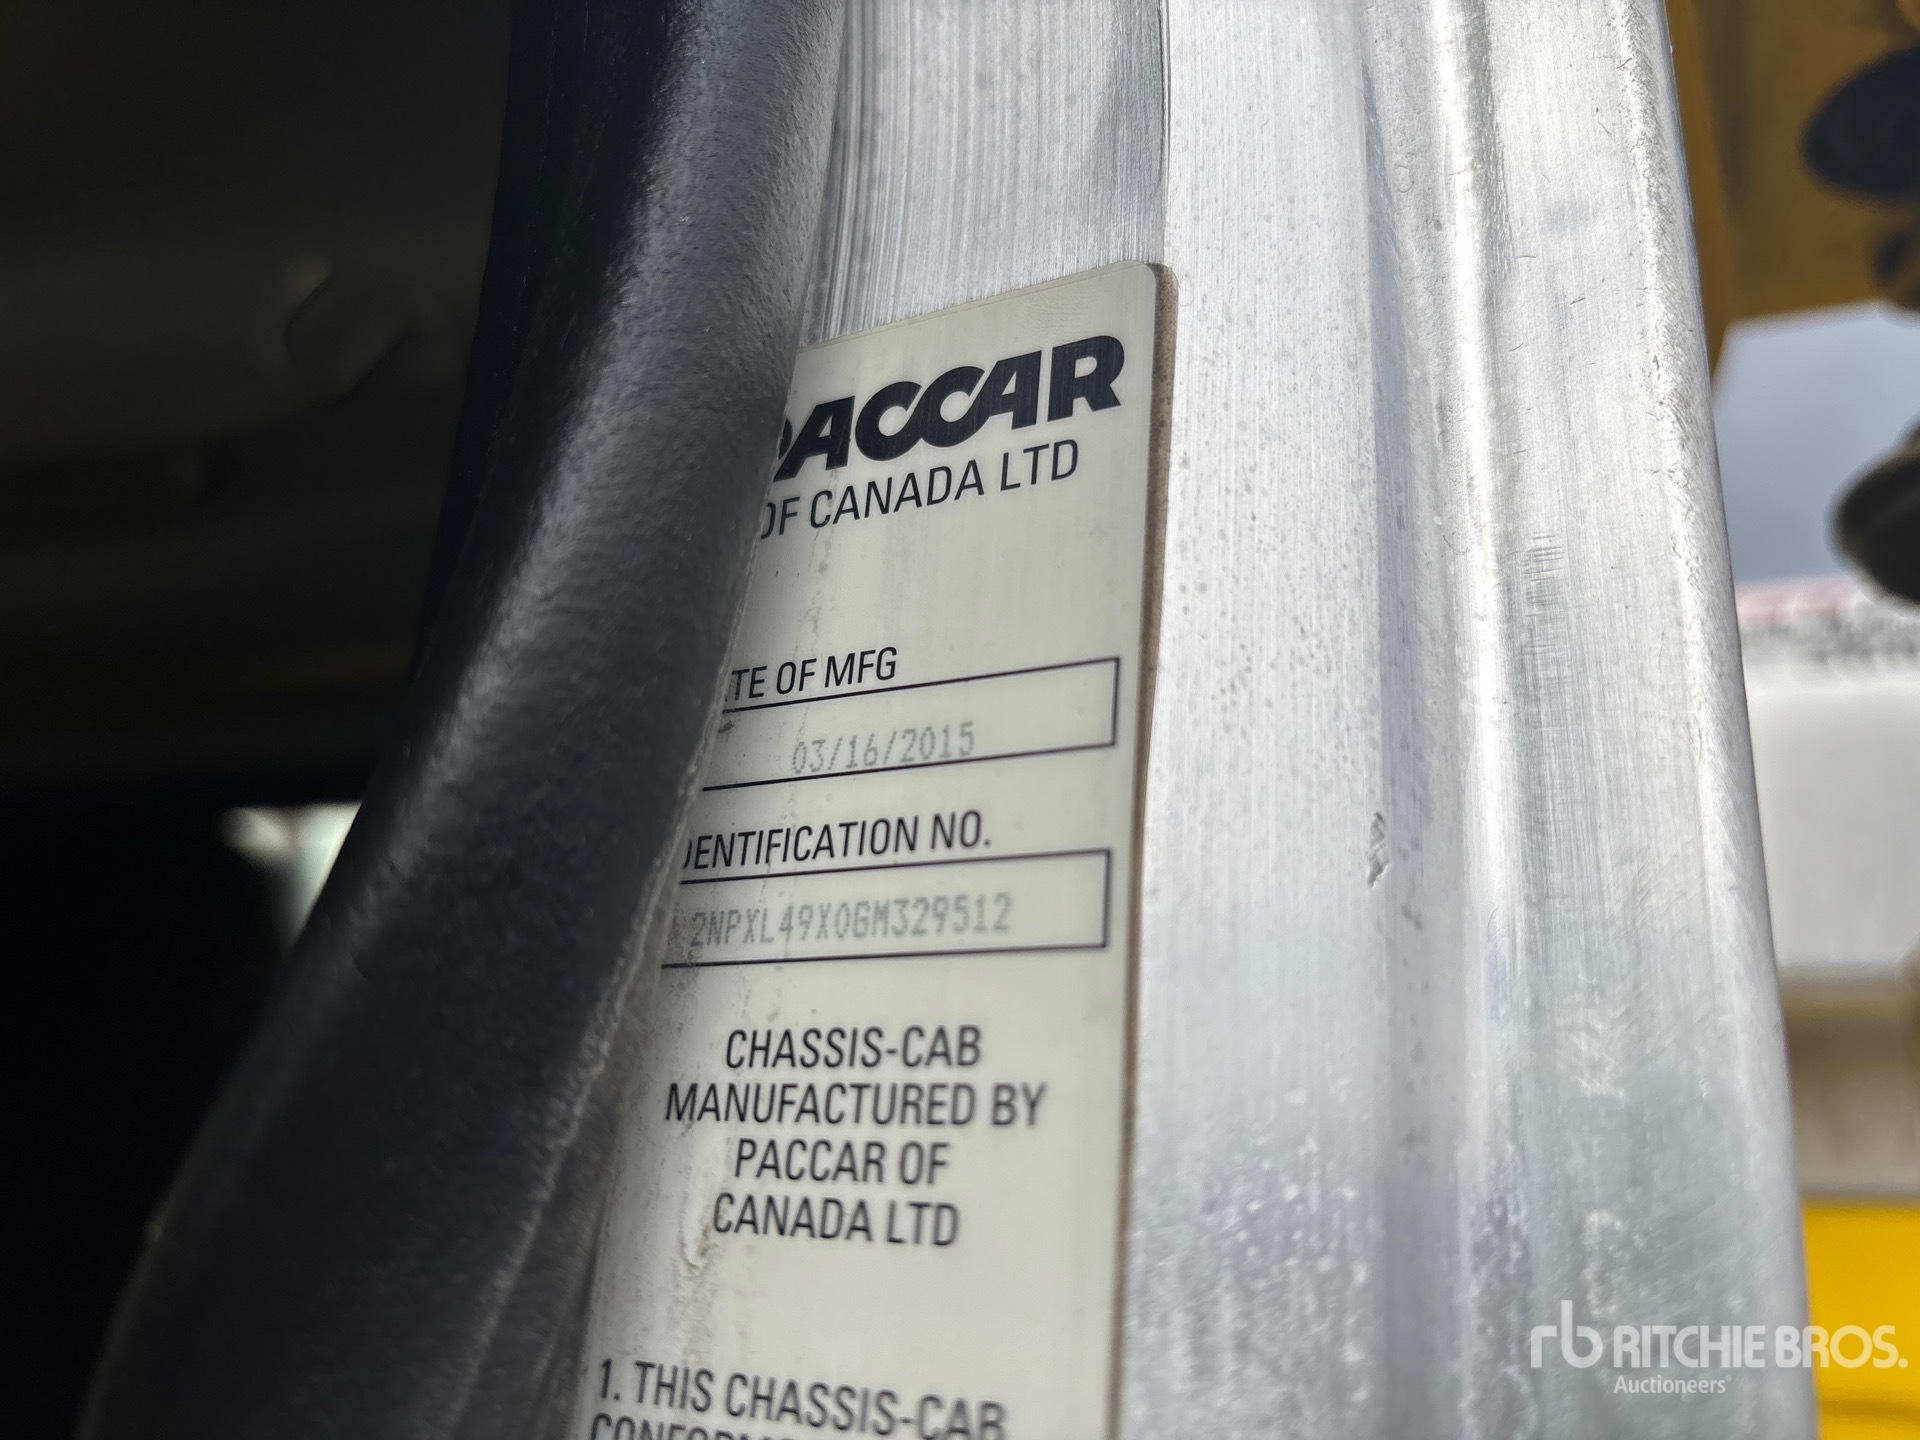 PACCAR
OF CANADA LTD
TE OF MFG
03/16/2015
DENTIFICATION NO.
2NPXL49X0GM329512
CHASSIS-CAB
MANUFACTURED BY
PACCAR OF
CANADA LTD
1. THIS CHASSIS-CAB
rb RITCHIE BROS.
Auctioneers